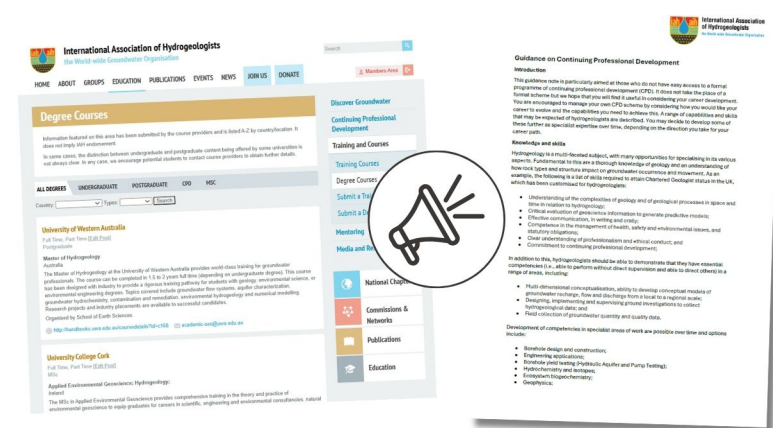 International Association of Hydrogeologists
the World-wide Groundwater Organisation
Search
Members Area
HOME ABOUT GROUPS EDUCATION PUBLICATIONS EVENTS NEWS JOIN US DONATE
Degree Courses
Information featured on this area has been submitted by the course providers and is listed A-Z by country/location. It
does not imply IAH endorsement.
In some cases, the distinction between undergraduate and postgraduate content being offered by some universities is
not always clear. In any case, we encourage potential students to contact course providers to obtain further details.
ALL DEGREES UNDERGRADUATE POSTGRADUATE CPD MSC
Country: Types: Search
University of Western Australia
Full Time, Part Time [Edit Post]
Postgraduate
Master of Hydrogeology
Australia
The Master of Hydrogeology at the University of Western Australia provides world-class training for groundwater
professionals. The course can be completed in 1.5 to 2 years full time (depending on undergraduate degree). This course
has been designed with industry to provide a rigorous training pathway for students with geology, environmental science, or
environmental engineering degrees. Topics covered include groundwater flow systems, aquifer characterization,
groundwater hydrochemistry, contamination and remediation, environmental hydrogeology and numerical modelling.
Research projects and industry placements are available to successful candidates.
Organised by School of Earth Sciences
University College Cork
Full Time, Part Time [Edit Post]
MSc
Applied Environmental Geoscience; Hydrogeology:
Ireland
The MSc in Applied Environmental Geoscience provides comprehensive training in the theory and practice of
environmental geoscience to equip graduates for careers in scientific, engineering and environmental consultancies, natural
Discover Groundwater
Continuing Professional
Development
Training and Courses
Training Courses
Degree Courses
Submit a
Submit a
Mentoring
Media and
National
Commissions &
Networks
Publications
Education
International Association
of Hydrogeologists
the World-wide Groundwater Organisation
Guidance on Continuing Professional Development
Introduction
This guidance note is particularly aimed at those who do not have easy access to a formal
programme of continuing professional development (CPD). It does not take the place of a
formal scheme but we hope that you will find it useful in considering your career development.
You are encouraged to manage your own CPD scheme by considering how you would like your
career to evolve and the capabilities you need to achieve this. A range of capabilities and skills
that may be expected of hydrogeologists are described. You may decide to develop some of
these further as specialist expertise over time, depending on the direction you take for your
career path.
Knowledge and skills
Hydrogeology is a multi-faceted subject, with many opportunities for specialising in its various
aspects. Fundamental to this are a thorough knowledge of geology and an understanding of
how rock types and structure impact on groundwater occurrence and movement. As an
example, the following is a list of skills required to attain Chartered Geologist status in the UK,
which has been customised for hydrogeologists:
• Understanding of the complexities of geology and of geological processes in space and
time in relation to hydrogeology;
• Critical evaluation of geoscience information to generate predictive models;
• Effective communication, in writing and orally;
• Competence in the management of health, safety and environmental issues, and
statutory obligations;
• Clear understanding of professionalism and ethical conduct; and
• Commitment to continuing professional development;
In addition to this, hydrogeologists should be able to demonstrate that they have essential
competencies (i.e., able to perform without direct supervision and able to direct others) in a
range of areas, including:
• Multi-dimensional conceptualisation, ability to develop conceptual models of
groundwater recharge, flow and discharge from a local to a regional scale;
• Designing, implementing and supervising ground investigations to collect
hydrogeological data; and
• Field collection of groundwater quantity and quality data.
Development of competencies in specialist areas of work are possible over time and options
include:
• Borehole design and construction;
• Engineering applications;
• Borehole yield testing (Hydraulic Aquifer and Pump Testing);
• Hydrochemistry and isotopes;
• Ecosystem biogeochemistry;
• Geophysics;